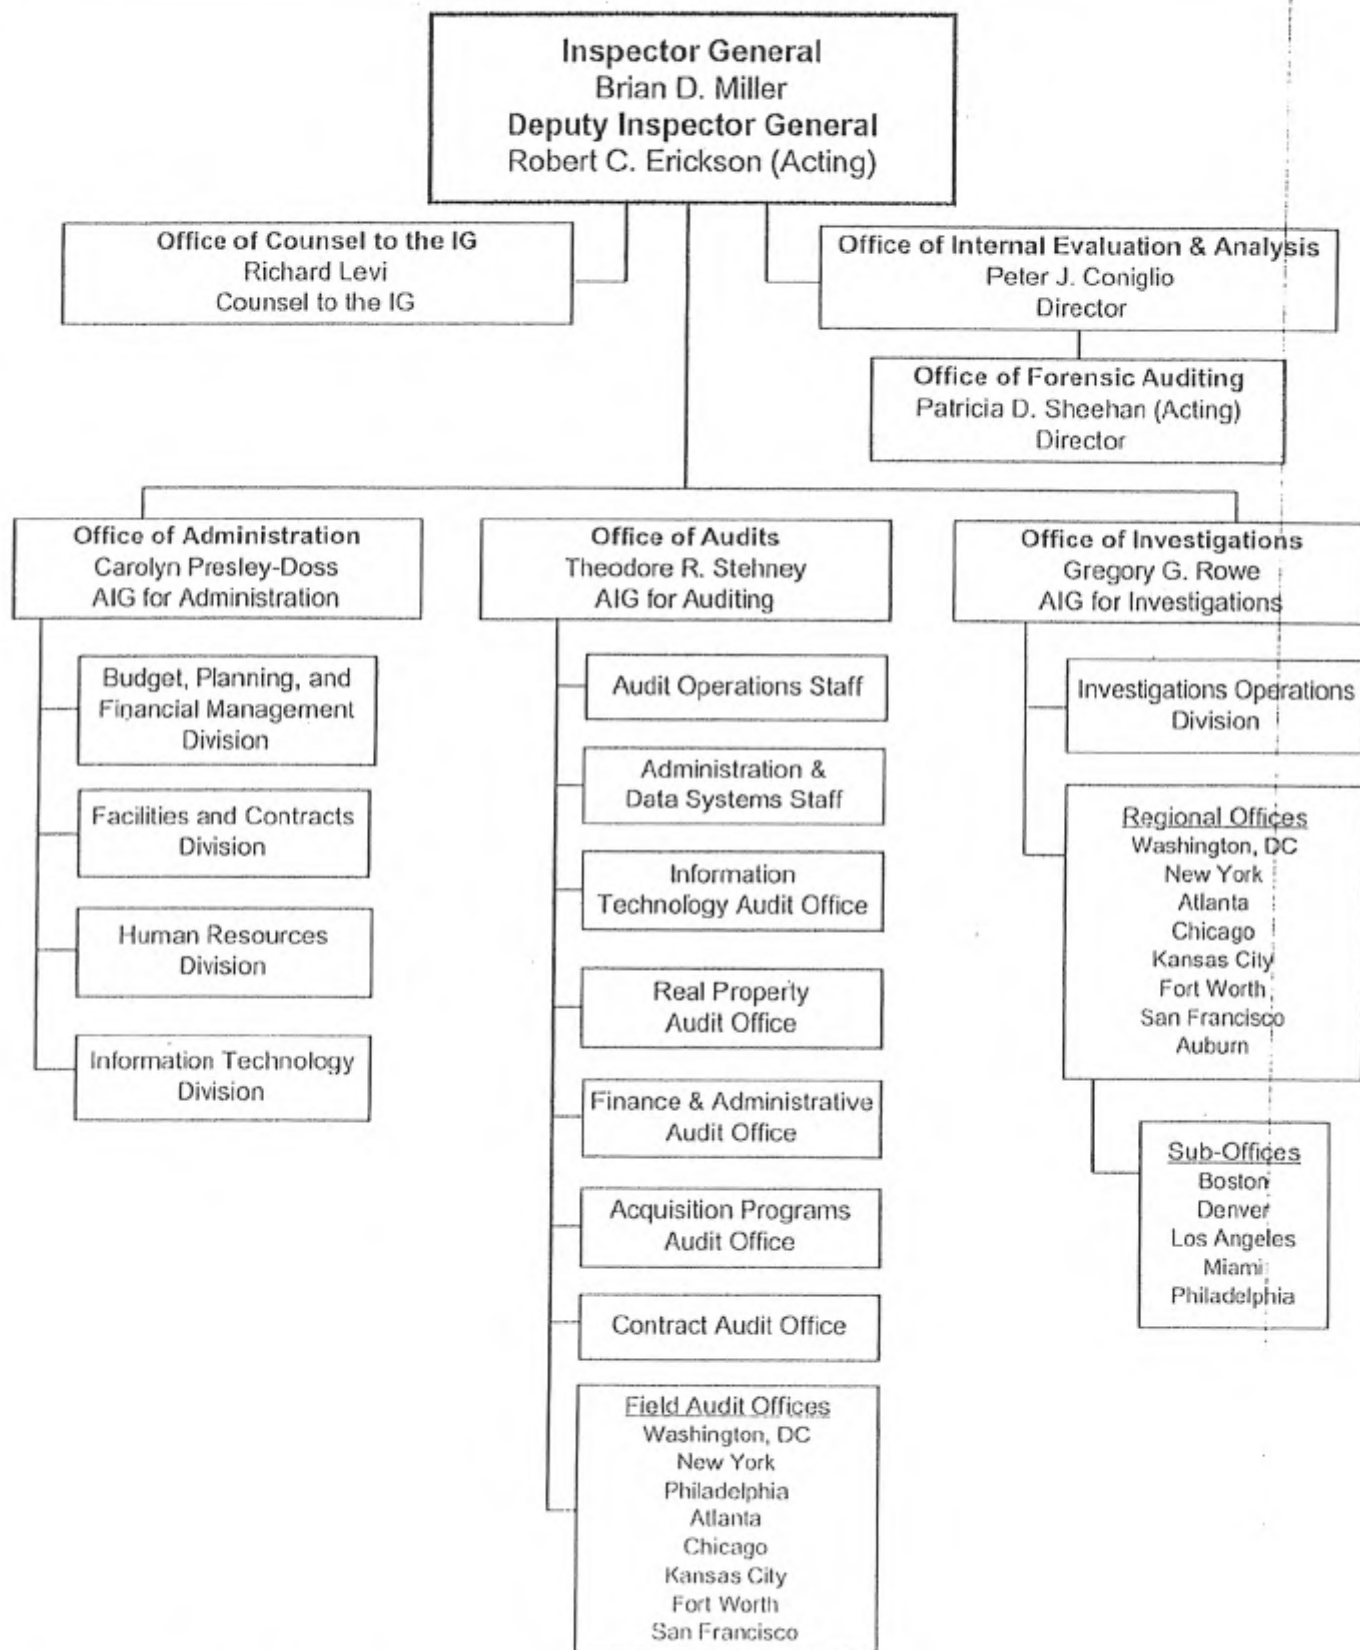 Inspector General
Brian D. Miller
Deputy Inspector General
Robert C. Erickson (Acting)
Office of Counsel to the IG
Richard Levi
Counsel to the IG
Office of Internal Evaluation & Analysis
Peter J. Coniglio
Director
Office of Forensic Auditing
Patricia D. Sheehan (Acting)
Director
Office of Administration
Carolyn Presley-Doss
AIG for Administration
Budget, Planning, and
Financial Management
Division
Facilities and Contracts
Division
Human Resources
Division
Information Technology
Division
Office of Audits
Theodore R. Stehney
AIG for Auditing
Audit Operations Staff
Administration &
Data Systems Staff
Information
Technology Audit Office
Real Property
Audit Office
Finance & Administrative
Audit Office
Acquisition Programs
Audit Office
Contract Audit Office
Field Audit Offices
Washington, DC
New York
Philadelphia
Atlanta
Chicago
Kansas City
Fort Worth
San Francisco
Office of Investigations
Gregory G. Rowe
AIG for Investigations
Investigations Operations
Division
Regional Offices
Washington, DC
New York
Atlanta
Chicago
Kansas City
Fort Worth
San Francisco
Auburn
Sub-Offices
Boston
Denver
Los Angeles
Miami
Philadelphia